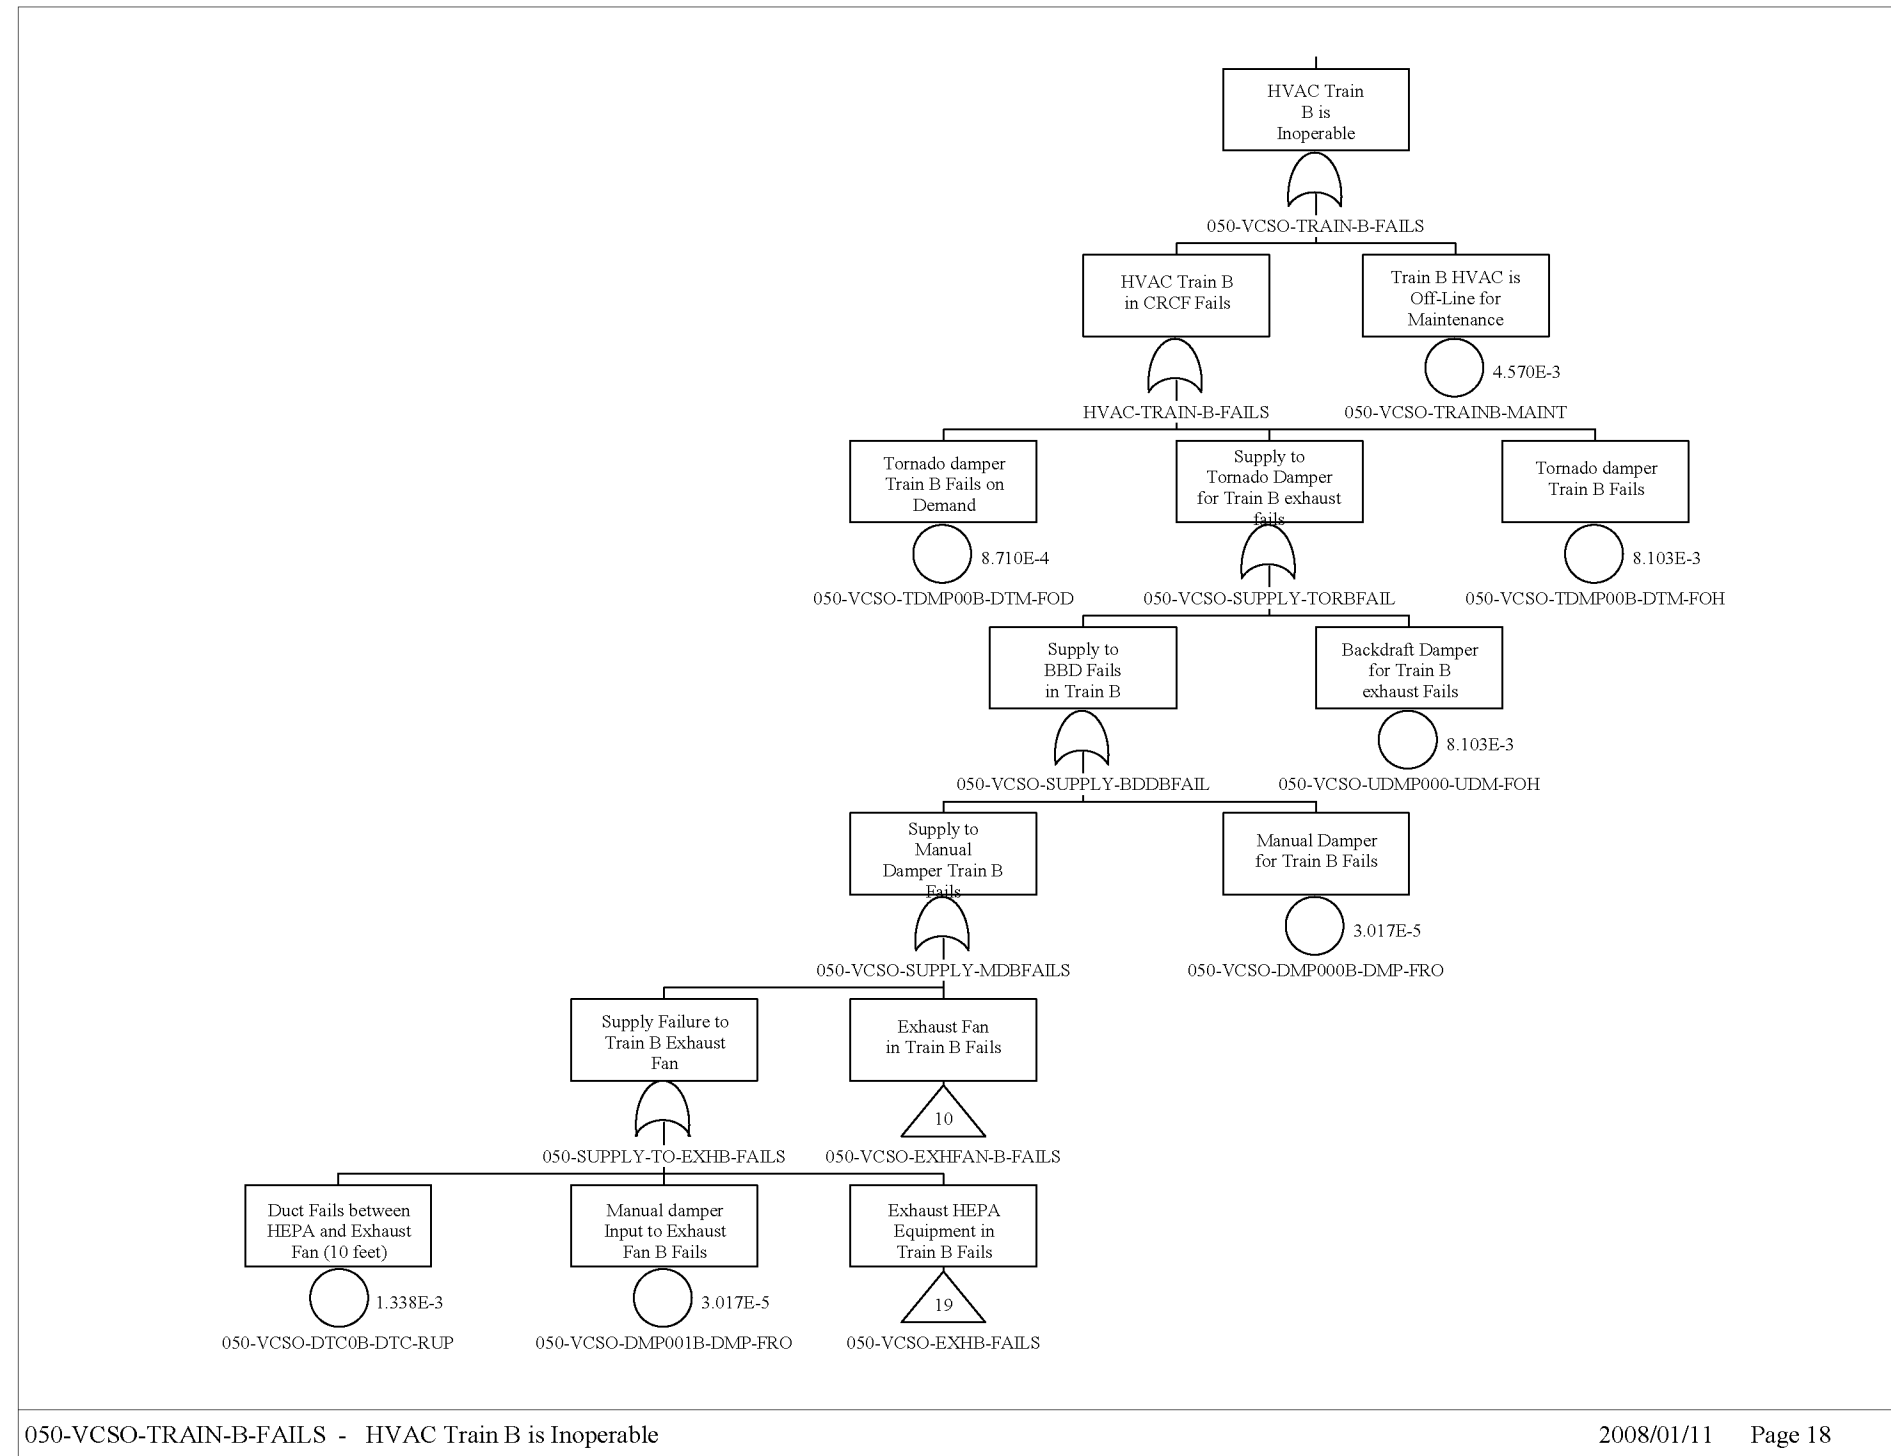 HVAC Train
B is
Inoperable
050-VCSO-TRAIN-B-FAILS
HVAC Train B
in CRCF Fails
Train B HVAC is
Off-Line for
Maintenance
4.570E-3
HVAC-TRAIN-B-FAILS
050-VCSO-TRAINB-MAINT
Tornado damper
Train B Fails on
Demand
8.710E-4
050-VCSO-TDMP00B-DTM-FOD
Supply to
Tornado Damper
for Train B exhaust
fails
050-VCSO-SUPPLY-TORBFAIL
Tornado damper
Train B Fails
8.103E-3
050-VCSO-TDMP00B-DTM-FOH
Supply to
BBD Fails
in Train B
050-VCSO-SUPPLY-BDDBFAIL
Backdraft Damper
for Train B
exhaust Fails
8.103E-3
050-VCSO-UDMP000-UDM-FOH
Supply to
Manual
Damper Train B
Fails
050-VCSO-SUPPLY-MDBFAILS
Manual Damper
for Train B Fails
3.017E-5
050-VCSO-DMP000B-DMP-FRO
Supply Failure to
Train B Exhaust
Fan
050-SUPPLY-TO-EXHB-FAILS
Exhaust Fan
in Train B Fails
10
050-VCSO-EXHFAN-B-FAILS
Duct Fails between
HEPA and Exhaust
Fan (10 feet)
1.338E-3
050-VCSO-DTC0B-DTC-RUP
Manual damper
Input to Exhaust
Fan B Fails
3.017E-5
050-VCSO-DMP001B-DMP-FRO
Exhaust HEPA
Equipment in
Train B Fails
19
050-VCSO-EXHB-FAILS
050-VCSO-TRAIN-B-FAILS - HVAC Train B is Inoperable
2008/01/11 Page 18